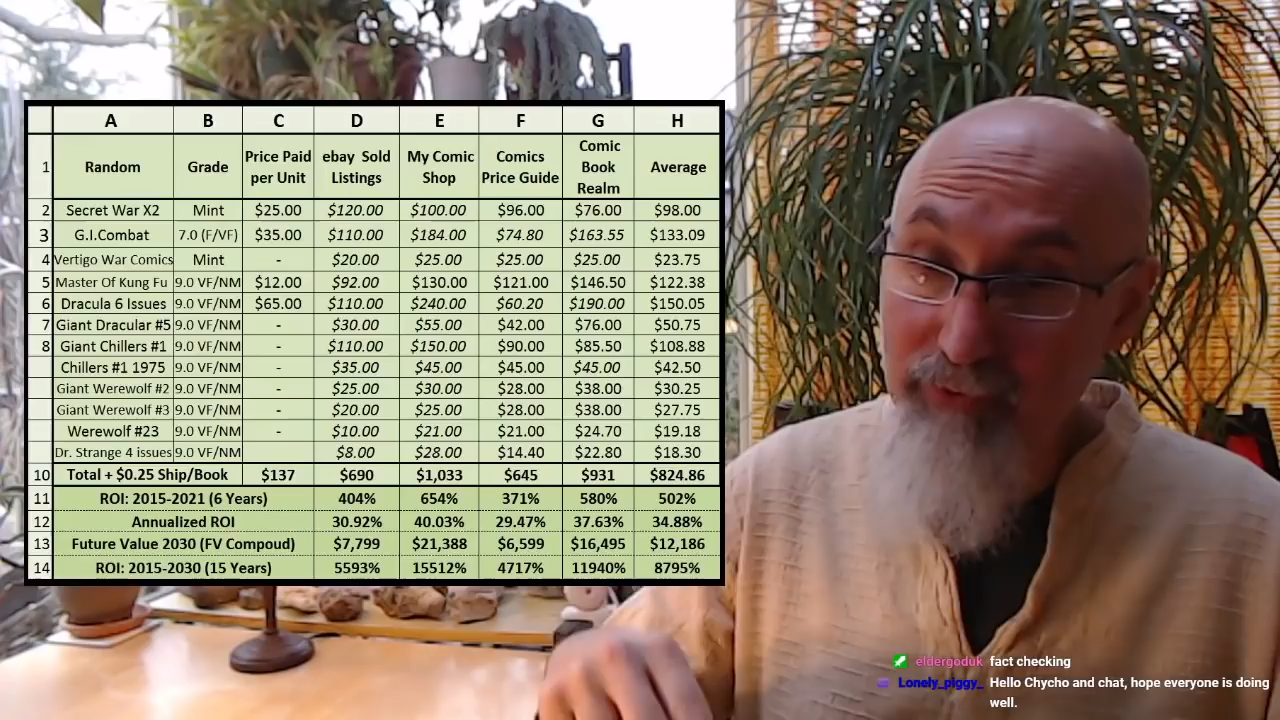 A B C D E F G H
1 Random Grade Price Paid per Unit ebay Sold Listings My Comic Shop Comics Price Guide Comic Book Realm Average
2 Secret War X2 Mint $25.00 $120.00 $100.00 $96.00 $76.00 $98.00
3 G.I.Combat 7.0 (F/VF) $35.00 $110.00 $184.00 $74.80 $163.55 $133.09
4 Vertigo War Comics Mint - $20.00 $25.00 $25.00 $25.00 $23.75
5 Master Of Kung Fu 9.0 VF/NM $12.00 $92.00 $130.00 $121.00 $146.50 $122.38
6 Dracula 6 Issues 9.0 VF/NM $65.00 $110.00 $240.00 $60.20 $190.00 $150.05
7 Giant Dracular #5 9.0 VF/NM - $30.00 $55.00 $42.00 $76.00 $50.75
8 Giant Chillers #1 9.0 VF/NM - $110.00 $150.00 $90.00 $85.50 $108.88
Chillers #1 1975 9.0 VF/NM - $35.00 $45.00 $45.00 $45.00 $42.50
Giant Werewolf #2 9.0 VF/NM - $25.00 $30.00 $28.00 $38.00 $30.25
Giant Werewolf #3 9.0 VF/NM - $20.00 $25.00 $28.00 $38.00 $27.75
Werewolf #23 9.0 VF/NM - $10.00 $21.00 $21.00 $24.70 $19.18
Dr. Strange 4 issues 9.0 VF/NM $8.00 $28.00 $14.40 $22.80 $18.30
10 Total + $0.25 Ship/Book $137 $690 $1,033 $645 $931 $824.86
11 ROI: 2015-2021 (6 Years) 404% 654% 371% 580% 502%
12 Annualized ROI 30.92% 40.03% 29.47% 37.63% 34.88%
13 Future Value 2030 (FV Compoud) $7,799 $21,388 $6,599 $16,495 $12,186
14 ROI: 2015-2030 (15 Years) 5593% 15512% 4717% 11940% 8795%
eldergoduk fact checking
Lonely_piggy_ Hello Chycho and chat, hope everyone is doing
well.